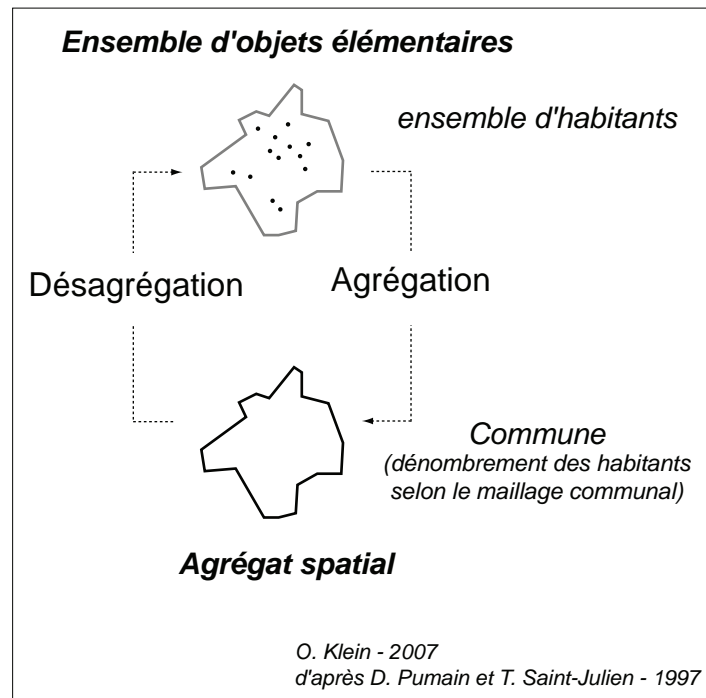 Ensemble d'objets élémentaires
ensemble d'habitants
Désagrégation
Agrégation
Commune
(dénombrement des habitants
selon le maillage communal)
Agrégat spatial
O. Klein - 2007
d'après D. Pumain et T. Saint-Julien - 1997